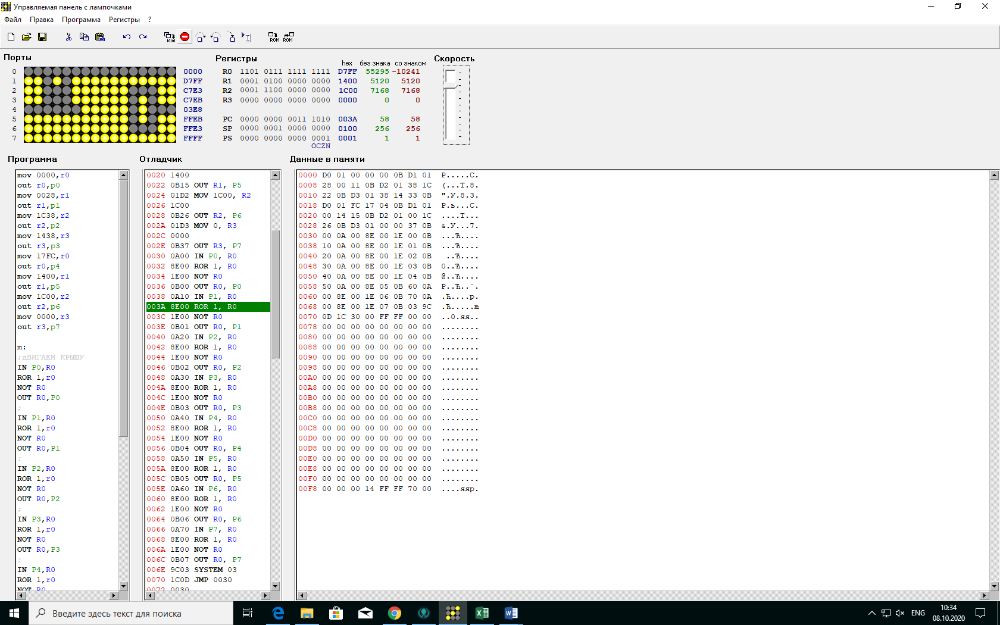 Управляемая панель с лампочками
Файл Правка Программа Регистры ?
Порты
Регистры
hex без знака со знаком
Скорость
0 0000 R0 1101 0111 1111 1111 D7FF 55295 -10241
1 D7FF R1 0001 0100 0000 0000 1400 5120 5120
2 C7E3 R2 0001 1100 0000 0000 1C00 7168 7168
3 C7EB R3 0000 0000 0000 0000 0000 0 0
4 03E8
5 FFEB PC 0000 0000 0011 1010 003A 58 58
6 FFE3 SP 0000 0001 0000 0000 0100 256 256
7 FFFF PS 0000 0000 0000 0001 0001 1 1
OCZN
Программа
mov 0000,r0
out r0,p0
mov 0028,r1
out r1,p1
mov 1C38,r2
out r2,p2
mov 1438,r3
out r3,p3
mov 17FC,r0
out r0,p4
mov 1400,r1
out r1,p5
mov 1C00,r2
out r2,p6
mov 0000,r3
out r3,p7
m:
;дВИГАЕМ КРЫШУ
IN P0,R0
ROR 1,r0
NOT R0
OUT R0,P0
;
IN P1,R0
ROR 1,r0
NOT R0
OUT R0,P1
;
IN P2,R0
ROR 1,r0
NOT R0
OUT R0,P2
;
IN P3,R0
ROR 1,r0
NOT R0
OUT R0,P3
;
IN P4,R0
ROR 1,r0
NOT R0
Отладчик
0020 1400
0022 0B15 OUT R1, P5
0024 01D2 MOV 1C00, R2
0026 1C00
0028 0B26 OUT R2, P6
002A 01D3 MOV 0, R3
002C 0000
002E 0B37 OUT R3, P7
0030 0A00 IN P0, R0
0032 8E00 ROR 1, R0
0034 1E00 NOT R0
0036 0B00 OUT R0, P0
0038 0A10 IN P1, R0
003A 8E00 ROR 1, R0
003C 1E00 NOT R0
003E 0B01 OUT R0, P1
0040 0A20 IN P2, R0
0042 8E00 ROR 1, R0
0044 1E00 NOT R0
0046 0B02 OUT R0, P2
0048 0A30 IN P3, R0
004A 8E00 ROR 1, R0
004C 1E00 NOT R0
004E 0B03 OUT R0, P3
0050 0A40 IN P4, R0
0052 8E00 ROR 1, R0
0054 1E00 NOT R0
0056 0B04 OUT R0, P4
0058 0A50 IN P5, R0
005A 8E00 ROR 1, R0
005C 0B05 OUT R0, P5
005E 0A60 IN P6, R0
0060 8E00 ROR 1, R0
0062 1E00 NOT R0
0064 0B06 OUT R0, P6
0066 0A70 IN P7, R0
0068 8E00 ROR 1, R0
006A 1E00 NOT R0
006C 0B07 OUT R0, P7
006E 9C03 SYSTEM 03
0070 1C0D JMP 0030
0072 0030
Данные в памяти
0000 D0 01 00 00 00 0B D1 01 Р.....С.
0008 28 00 11 0B D2 01 38 1C (...Т.8.
0010 22 0B D3 01 38 14 33 0B ".У.8.3.
0018 D0 01 FC 17 04 0B D1 01 Р.ь...С.
0020 00 14 15 0B D2 01 00 1C ....Т...
0028 26 0B D3 01 00 00 37 0B &.У...7.
0030 00 0A 00 8E 00 1E 00 0B ...Ћ....
0038 10 0A 00 8E 00 1E 01 0B ...Ћ....
0040 20 0A 00 8E 00 1E 02 0B  ..Ћ....
0048 30 0A 00 8E 00 1E 03 0B 0..Ћ....
0050 40 0A 00 8E 00 1E 04 0B @..Ћ....
0058 50 0A 00 8E 05 0B 60 0A P..Ћ..`.
0060 00 8E 00 1E 06 0B 70 0A .Ћ....p.
0068 00 8E 00 1E 07 0B 03 9C .Ћ.....њ
0070 0D 1C 30 00 FF FF 00 00 ..0.яя..
0078 00 00 00 00 00 00 00 00 ........
0080 00 00 00 00 00 00 00 00 ........
0088 00 00 00 00 00 00 00 00 ........
0090 00 00 00 00 00 00 00 00 ........
0098 00 00 00 00 00 00 00 00 ........
00A0 00 00 00 00 00 00 00 00 ........
00A8 00 00 00 00 00 00 00 00 ........
00B0 00 00 00 00 00 00 00 00 ........
00B8 00 00 00 00 00 00 00 00 ........
00C0 00 00 00 00 00 00 00 00 ........
00C8 00 00 00 00 00 00 00 00 ........
00D0 00 00 00 00 00 00 00 00 ........
00D8 00 00 00 00 00 00 00 00 ........
00E0 00 00 00 00 00 00 00 00 ........
00E8 00 00 00 00 00 00 00 00 ........
00F0 00 00 00 00 00 00 00 00 ........
00F8 00 00 00 14 FF FF 70 00 ....яяp.
Введите здесь текст для поиска
ENG
10:34
08.10.2020